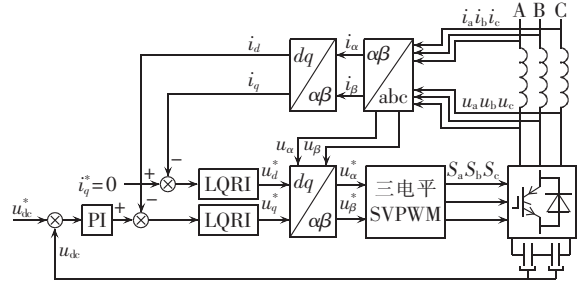 i_a i_b i_c A B C
i_d dq i_α αβ
i_q αβ i_β abc
u_a u_b u_c
u_α u_β
i_q^*=0 + − LQRI u_d^* dq u_α^* 三电平 S_a S_b S_c
u_dc^* PI + − LQRI u_q^* αβ u_β^* SVPWM
u_dc